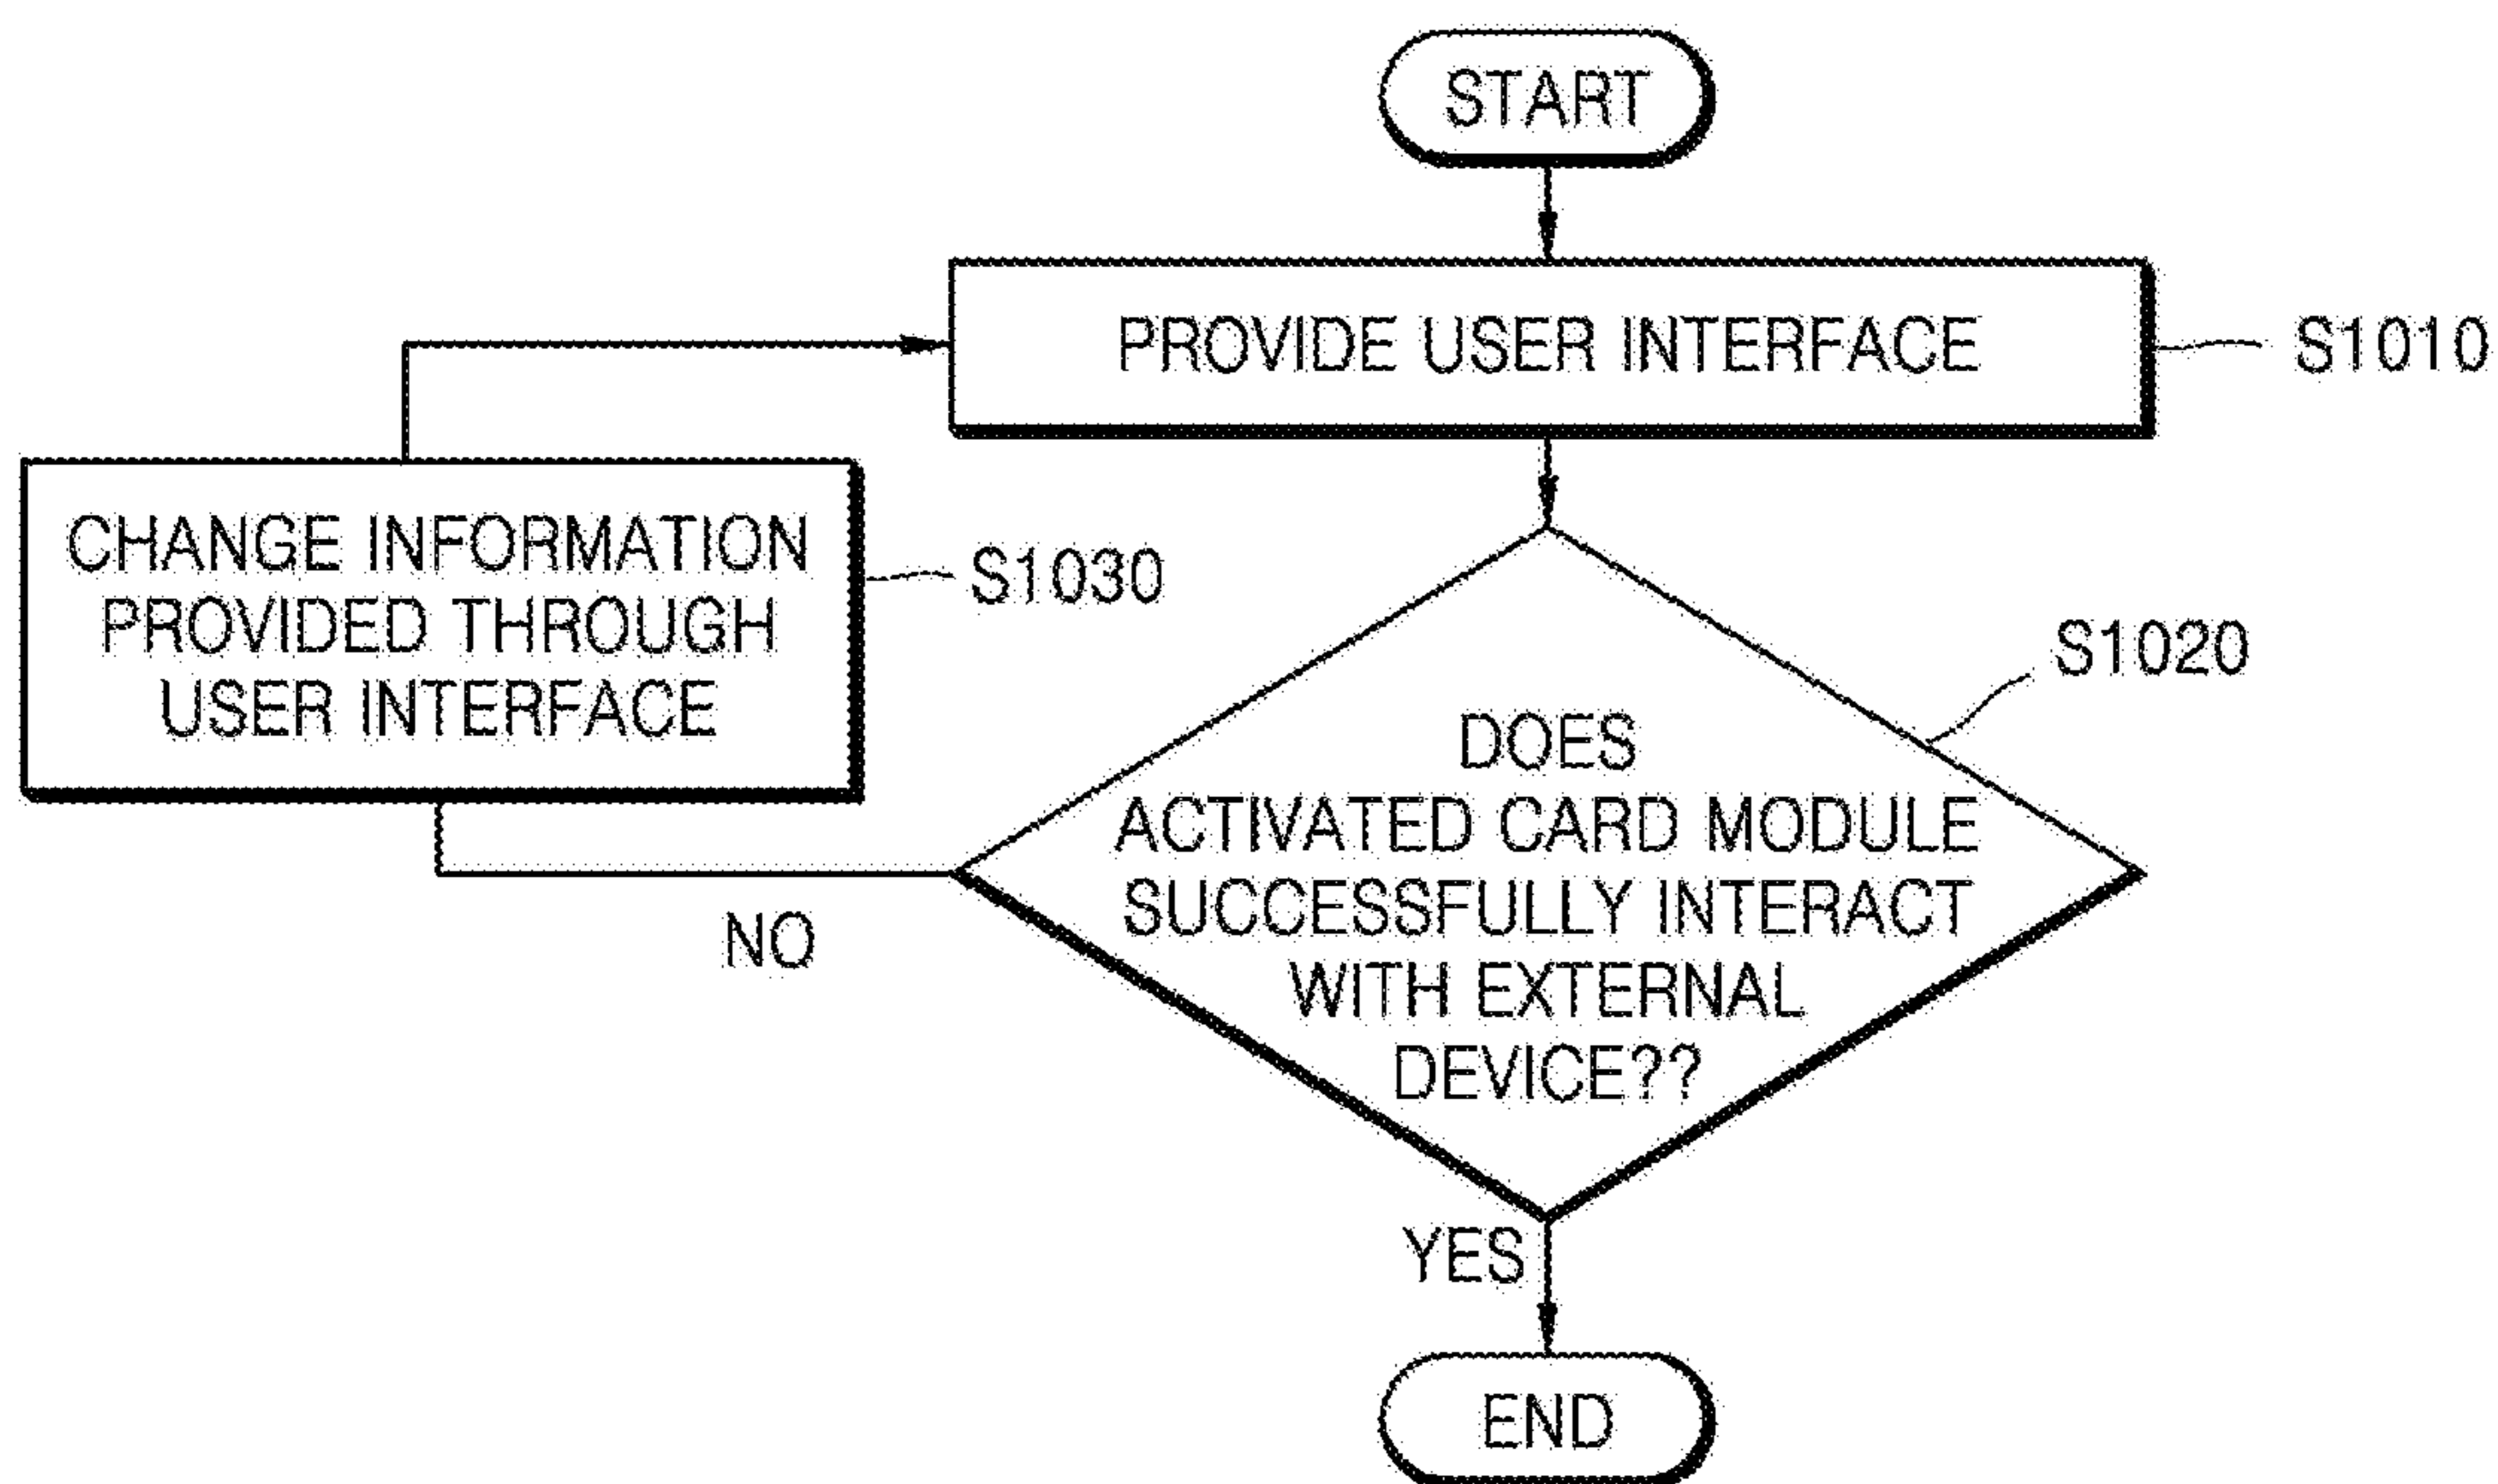 START
PROVIDE USER INTERFACE
S1010
CHANGE INFORMATION
PROVIDED THROUGH
USER INTERFACE
S1030
S1020
DOES
ACTIVATED CARD MODULE
SUCCESSFULLY INTERACT
WITH EXTERNAL
DEVICE??
NO
YES
END